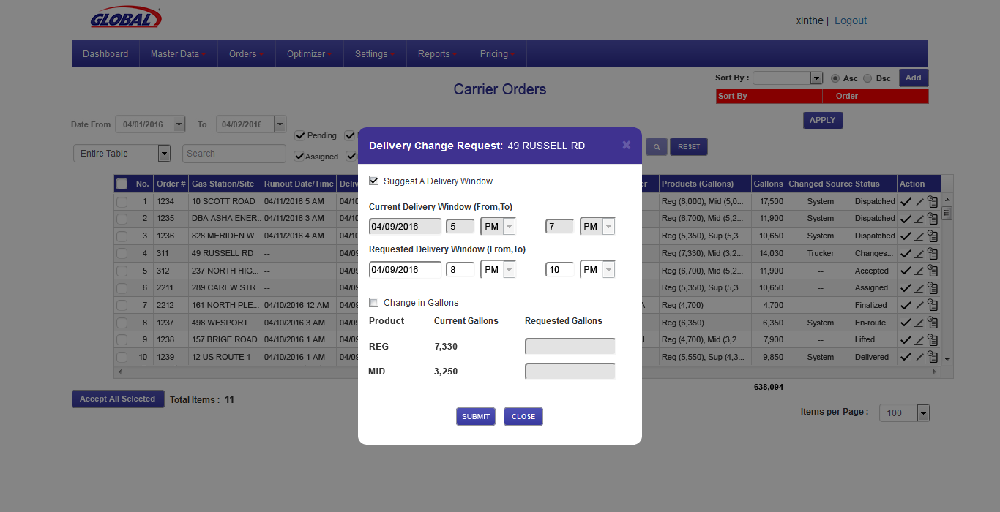 GLOBAL
xinthe | Logout
Dashboard Master Data Orders Optimizer Settings Reports Pricing
Sort By : Asc Dsc Add
Carrier Orders
Sort By Order
APPLY
Date From 04/01/2016 To 04/02/2016
Pending
Entire Table Search
Assigned
RESET
Delivery Change Request: 49 RUSSELL RD
Suggest A Delivery Window
Current Delivery Window (From,To)
04/09/2016 5 PM 7 PM
Requested Delivery Window (From,To)
04/09/2016 8 PM 10 PM
Change in Gallons
Product Current Gallons Requested Gallons
REG 7,330
MID 3,250
SUBMIT CLOSE
No. Order # Gas Station/Site Runout Date/Time Products (Gallons) Gallons Changed Source Status Action
1 1234 10 SCOTT ROAD 04/11/2016 5 AM 04/10 Reg (8,000), Mid (5,0... 17,500 System Dispatched
2 1235 DBA ASHA ENER.. 04/11/2016 3 AM 04/10 Reg (6,700), Mid (5,2... 11,900 System Dispatched
3 1236 828 MERIDEN W... 04/11/2016 4 AM 04/10 Reg (5,350), Sup (5,3... 10,650 System Dispatched
4 311 49 RUSSELL RD -- 04/09 Reg (7,330), Mid (3,2... 14,030 Trucker Changes...
5 312 237 NORTH HIG... -- 04/09 Reg (6,700), Mid (5,2... 11,900 -- Accepted
6 2211 289 CAREW STR... -- 04/09 Reg (5,350), Sup (5,3... 10,650 -- Assigned
7 2212 161 NORTH PLE... 04/10/2016 12 AM 04/09 Reg (4,700) 4,700 -- Finalized
8 1237 498 WESPORT ... 04/10/2016 3 AM 04/09 Reg (6,350) 6,350 System En-route
9 1238 157 BRIGE ROAD 04/10/2016 1 AM 04/09 Reg (4,700), Mid (3,2... 7,900 -- Lifted
10 1239 12 US ROUTE 1 04/10/2016 1 AM 04/09 Reg (5,550), Sup (4,3... 9,850 System Delivered
638,094
Accept All Selected Total Items : 11
Items per Page : 100